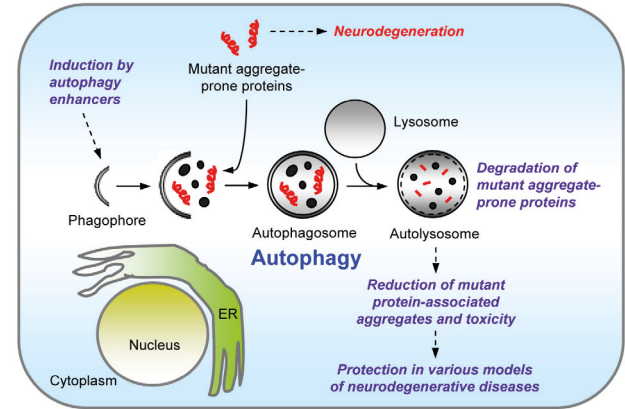 Neurodegeneration
Mutant aggregate-
prone proteins
Induction by
autophagy
enhancers
Lysosome
Phagophore
Autophagosome
Autolysosome
Degradation of
mutant aggregate-
prone proteins
Autophagy
Reduction of mutant
protein-associated
aggregates and toxicity
ER
Nucleus
Cytoplasm
Protection in various models
of neurodegenerative diseases